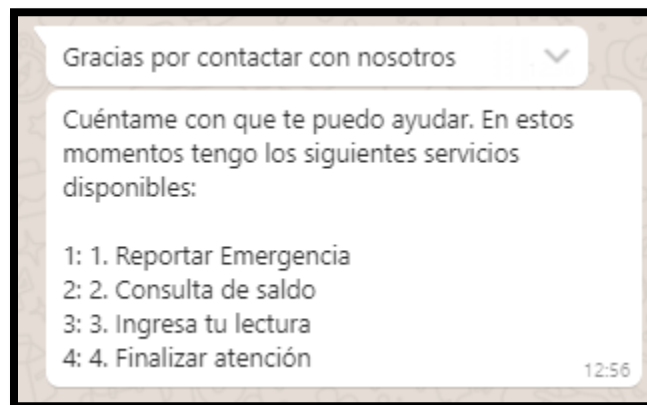 Gracias por contactar con nosotros
Cuéntame con que te puedo ayudar. En estos
momentos tengo los siguientes servicios
disponibles:
1: 1. Reportar Emergencia
2: 2. Consulta de saldo
3: 3. Ingresa tu lectura
4: 4. Finalizar atención
12:56